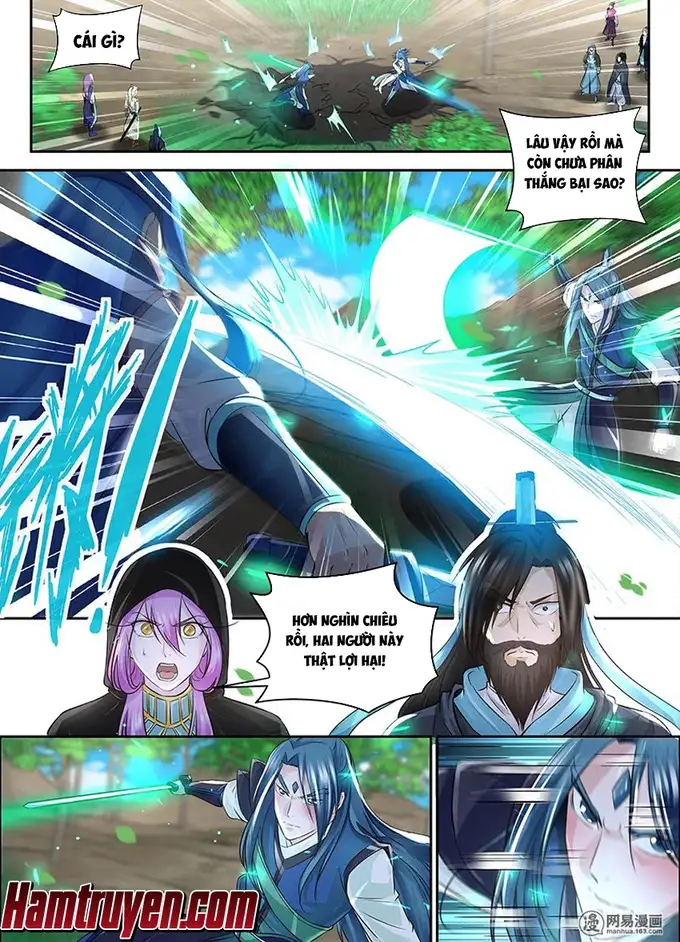 CÁI GÌ?
LÂU VẬY RỒI MÀ
CÒN CHƯA PHÂN
THẮNG BẠI SAO?
HƠN NGHÌN CHIÊU
RỒI, HAI NGƯỜI NÀY
THẬT LỢI HẠI!
Hamtruyen.com
网易漫画
manhua.163.com